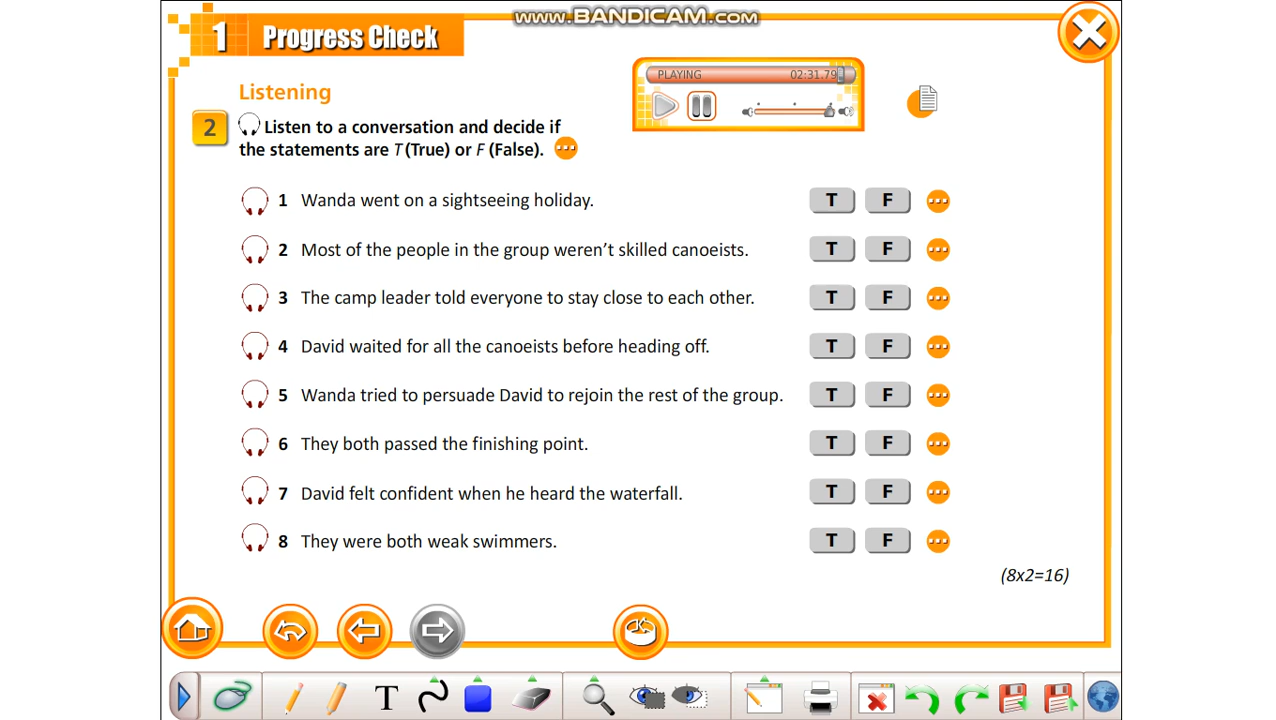 www.BANDICAM.com
1 Progress Check
PLAYING 02:31.79
Listening
2 Listen to a conversation and decide if
the statements are T (True) or F (False).
1 Wanda went on a sightseeing holiday. T F
2 Most of the people in the group weren't skilled canoeists. T F
3 The camp leader told everyone to stay close to each other. T F
4 David waited for all the canoeists before heading off. T F
5 Wanda tried to persuade David to rejoin the rest of the group. T F
6 They both passed the finishing point. T F
7 David felt confident when he heard the waterfall. T F
8 They were both weak swimmers. T F
(8x2=16)
T